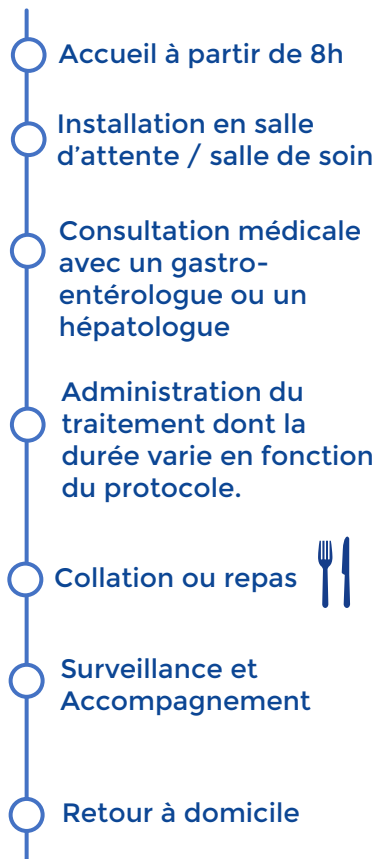 Accueil à partir de 8h
Installation en salle
d'attente / salle de soin
Consultation médicale
avec un gastro-
entérologue ou un
hépatologue
Administration du
traitement dont la
durée varie en fonction
du protocole.
Collation ou repas
Surveillance et
Accompagnement
Retour à domicile